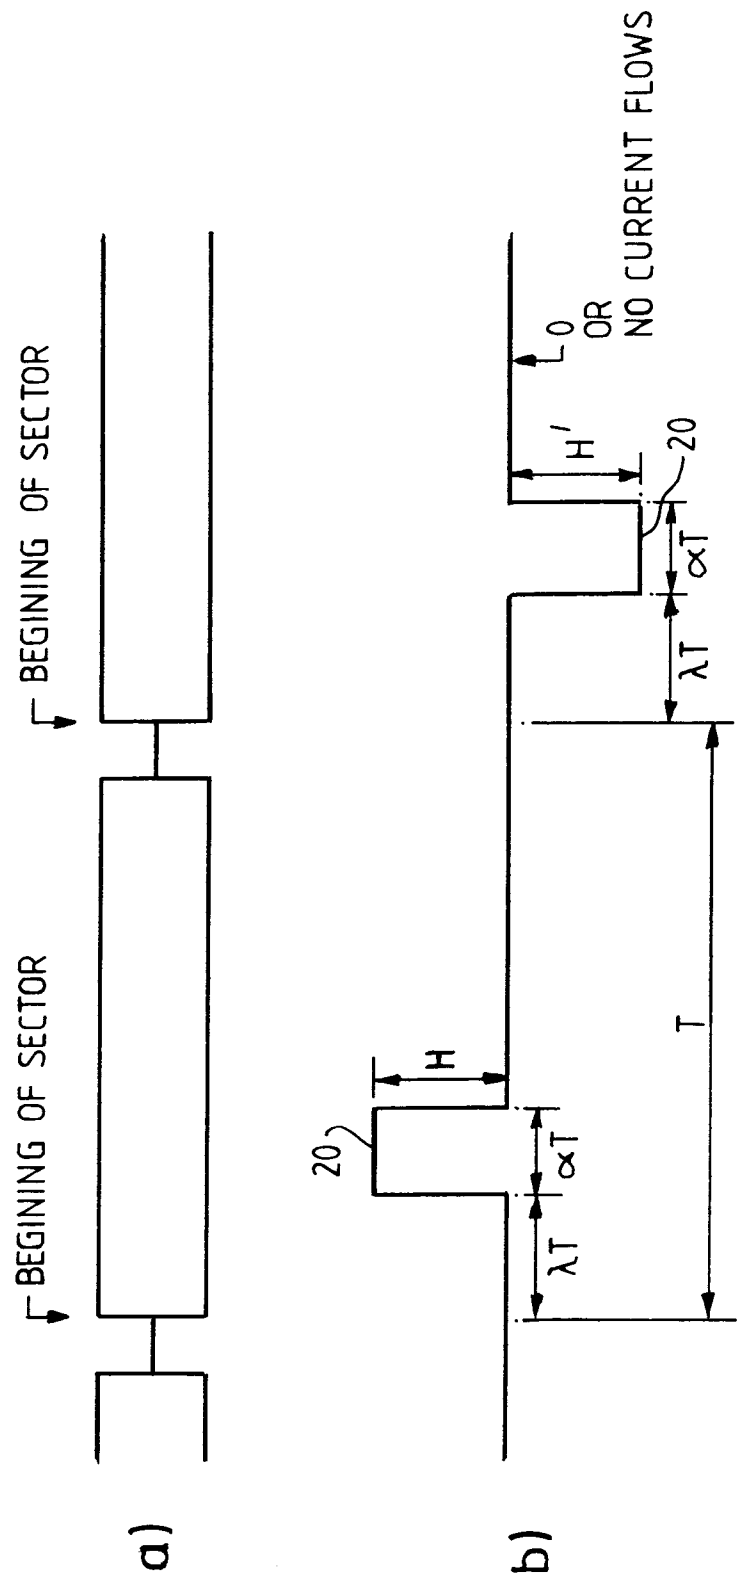 a)
BEGINING OF SECTOR
BEGINING OF SECTOR
b)
20
H
λT
αT
T
λT
αT
H'
20
0
OR
NO CURRENT FLOWS